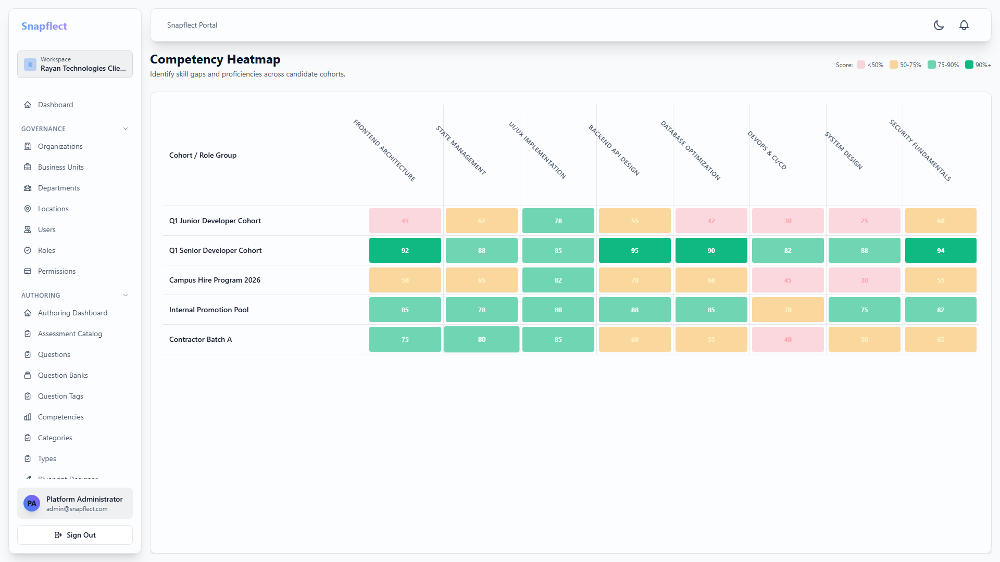 Snapflect
R
Workspace
Rayan Technologies Clie...
Dashboard
GOVERNANCE
Organizations
Business Units
Departments
Locations
Users
Roles
Permissions
AUTHORING
Authoring Dashboard
Assessment Catalog
Questions
Question Banks
Question Tags
Competencies
Categories
Types
Blueprint Designer
PA
Platform Administrator
admin@snapflect.com
Sign Out
Snapflect Portal
Competency Heatmap
Identify skill gaps and proficiencies across candidate cohorts.
Score: <50% 50-75% 75-90% 90%+
Cohort / Role Group
FRONTEND ARCHITECTURE
STATE MANAGEMENT
UI/UX IMPLEMENTATION
BACKEND API DESIGN
DATABASE OPTIMIZATION
DEVOPS & CI/CD
SYSTEM DESIGN
SECURITY FUNDAMENTALS
Q1 Junior Developer Cohort 45 62 78 55 42 30 25 60
Q1 Senior Developer Cohort 92 88 85 95 90 82 88 94
Campus Hire Program 2026 58 65 82 70 68 45 30 55
Internal Promotion Pool 85 78 80 88 85 70 75 82
Contractor Batch A 75 80 85 60 55 40 50 65